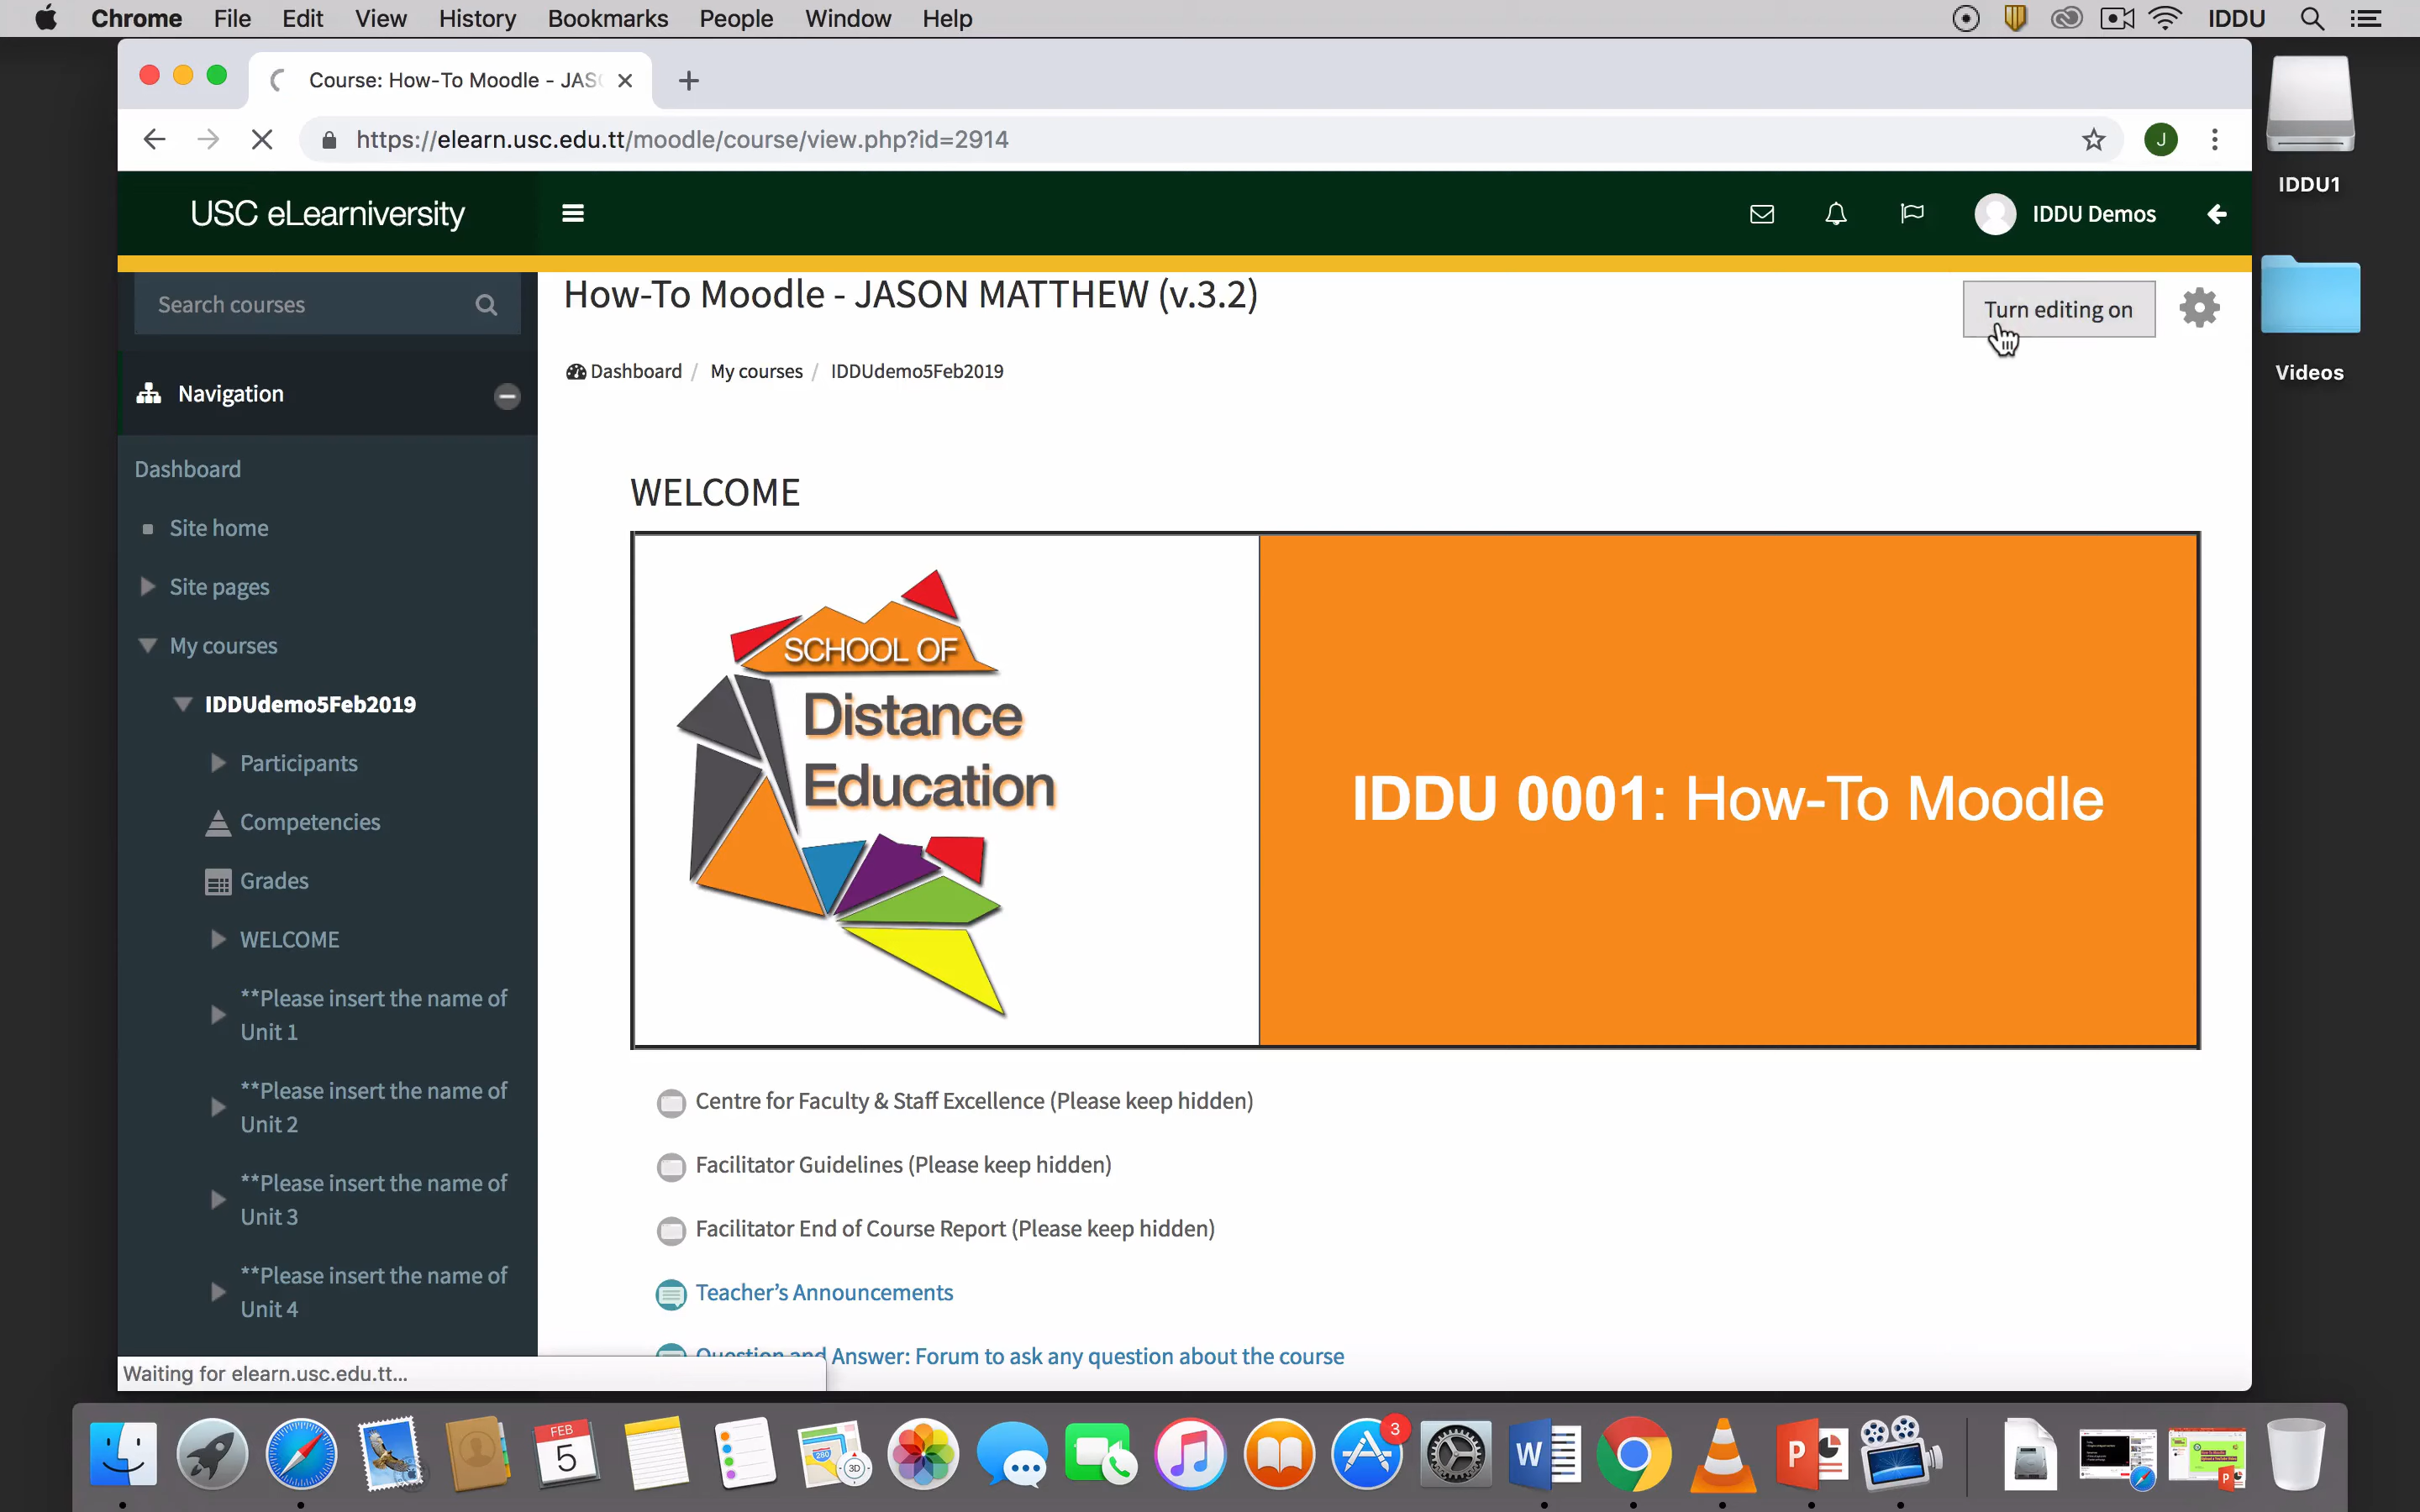 Chrome File Edit View History Bookmarks People Window Help IDDU
Course: How-To Moodle - JAS
https://elearn.usc.edu.tt/moodle/course/view.php?id=2914 J
USC eLearniversity IDDU Demos
Search courses
How-To Moodle - JASON MATTHEW (v.3.2)
Turn editing on
Dashboard / My courses / IDDUdemo5Feb2019
Navigation
Dashboard
Site home
Site pages
My courses
IDDUdemo5Feb2019
Participants
Competencies
Grades
WELCOME
**Please insert the name of
Unit 1
**Please insert the name of
Unit 2
**Please insert the name of
Unit 3
**Please insert the name of
Unit 4
WELCOME
SCHOOL OF
Distance
Education
IDDU 0001: How-To Moodle
Centre for Faculty & Staff Excellence (Please keep hidden)
Facilitator Guidelines (Please keep hidden)
Facilitator End of Course Report (Please keep hidden)
Teacher’s Announcements
Question and Answer: Forum to ask any question about the course
Waiting for elearn.usc.edu.tt...
IDDU1
Videos
FEB
5
280
3D
3
W
P
P